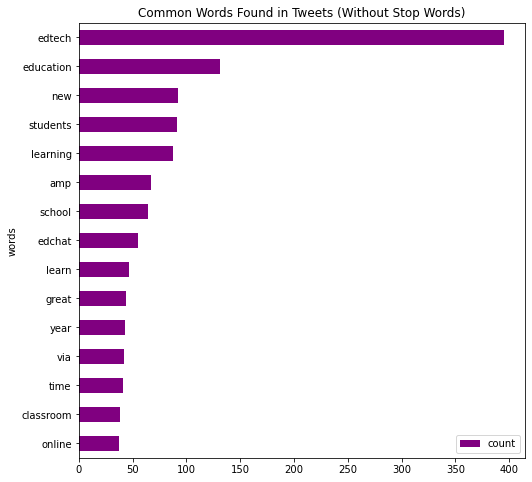 Common Words Found in Tweets (Without Stop Words)
edtech
education
new
students
learning
amp
school
edchat
learn
great
year
via
time
classroom
online
words
count
0 50 100 150 200 250 300 350 400